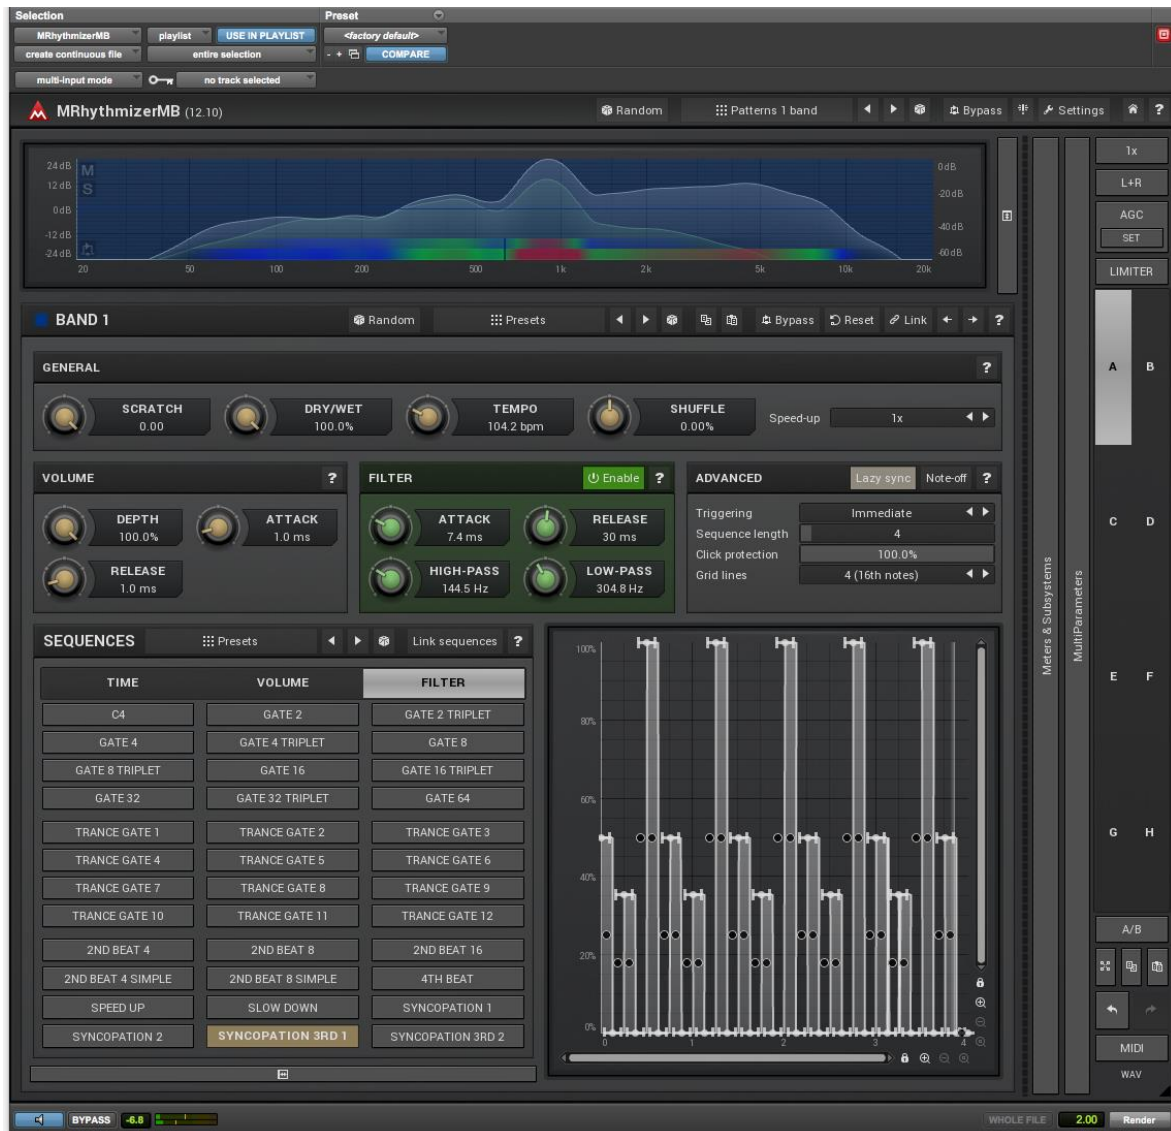 Selection Preset
MRhythmizerMB playlist USE IN PLAYLIST <factory default>
create continuous file entire selection - + COMPARE
multi-input mode no track selected
MRhythmizerMB (12.10) Random Patterns 1 band Bypass Settings ?
1x
L+R
AGC
SET
LIMITER
24 dB M 0 dB
12 dB S -20 dB
0 dB
-12 dB -40 dB
-24 dB -60 dB
20 50 100 200 500 1k 2k 5k 10k 20k
BAND 1 Random Presets Bypass Reset Link ?
GENERAL ?
SCRATCH DRY/WET TEMPO SHUFFLE
0.00 100.0% 104.2 bpm 0.00% Speed-up 1x
VOLUME ? FILTER Enable ? ADVANCED Lazy sync Note-off ?
DEPTH ATTACK ATTACK RELEASE Triggering Immediate
100.0% 1.0 ms 7.4 ms 30 ms Sequence length 4
RELEASE HIGH-PASS LOW-PASS Click protection 100.0%
1.0 ms 144.5 Hz 304.8 Hz Grid lines 4 (16th notes)
SEQUENCES Presets Link sequences ?
TIME VOLUME FILTER
C4 GATE 2 GATE 2 TRIPLET
GATE 4 GATE 4 TRIPLET GATE 8
GATE 8 TRIPLET GATE 16 GATE 16 TRIPLET
GATE 32 GATE 32 TRIPLET GATE 64
TRANCE GATE 1 TRANCE GATE 2 TRANCE GATE 3
TRANCE GATE 4 TRANCE GATE 5 TRANCE GATE 6
TRANCE GATE 7 TRANCE GATE 8 TRANCE GATE 9
TRANCE GATE 10 TRANCE GATE 11 TRANCE GATE 12
2ND BEAT 4 2ND BEAT 8 2ND BEAT 16
2ND BEAT 4 SIMPLE 2ND BEAT 8 SIMPLE 4TH BEAT
SPEED UP SLOW DOWN SYNCOPATION 1
SYNCOPATION 2 SYNCOPATION 3RD 1 SYNCOPATION 3RD 2
100%
80%
60%
40%
20%
0%
0 1 2 3 4
Meters & Subsystems
MultiParameters
A B
C D
E F
G H
A/B
MIDI
WAV
BYPASS -6.8 WHOLE FILE 2.00 Render